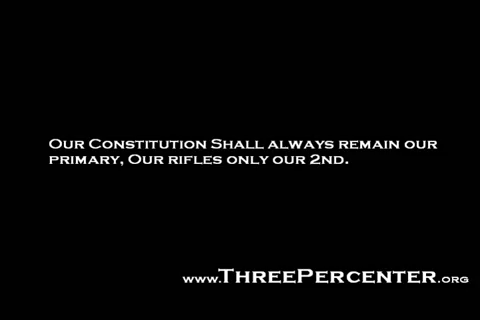 Our Constitution Shall always remain our
primary, Our rifles only our 2nd.
www.ThreePercenter.org